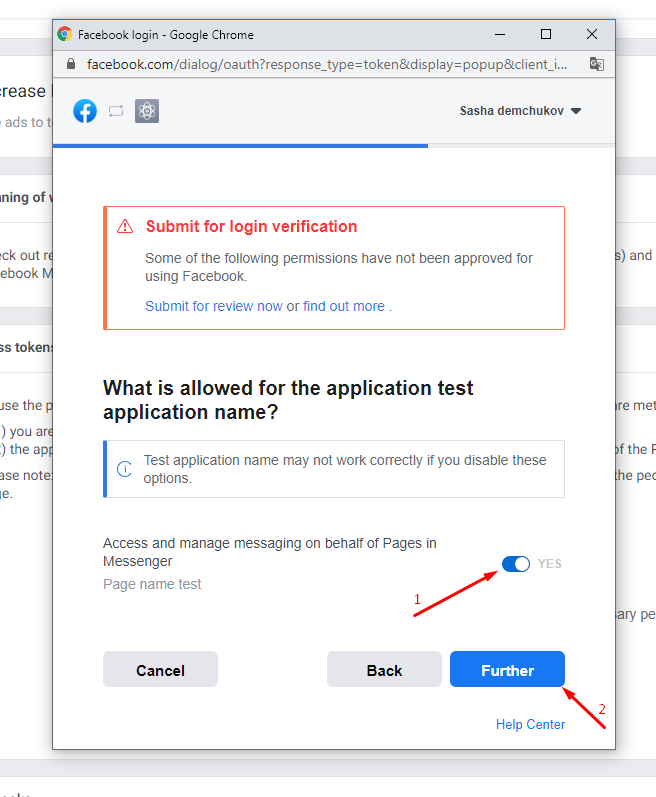 Facebook login - Google Chrome
facebook.com/dialog/oauth?response_type=token&display=popup&client_i...
Sasha demchukov
Submit for login verification
Some of the following permissions have not been approved for
using Facebook.
Submit for review now or find out more .
What is allowed for the application test
application name?
Test application name may not work correctly if you disable these
options.
Access and manage messaging on behalf of Pages in
Messenger
YES
Page name test
1
Cancel
Back
Further
2
Help Center
crease
e ads to t
nning of v
eck out re
s) and
ebook M
ss tokens
use the p
are met
) you are
2) the app
of the P
ase note:
the peo
ge.
sary pe